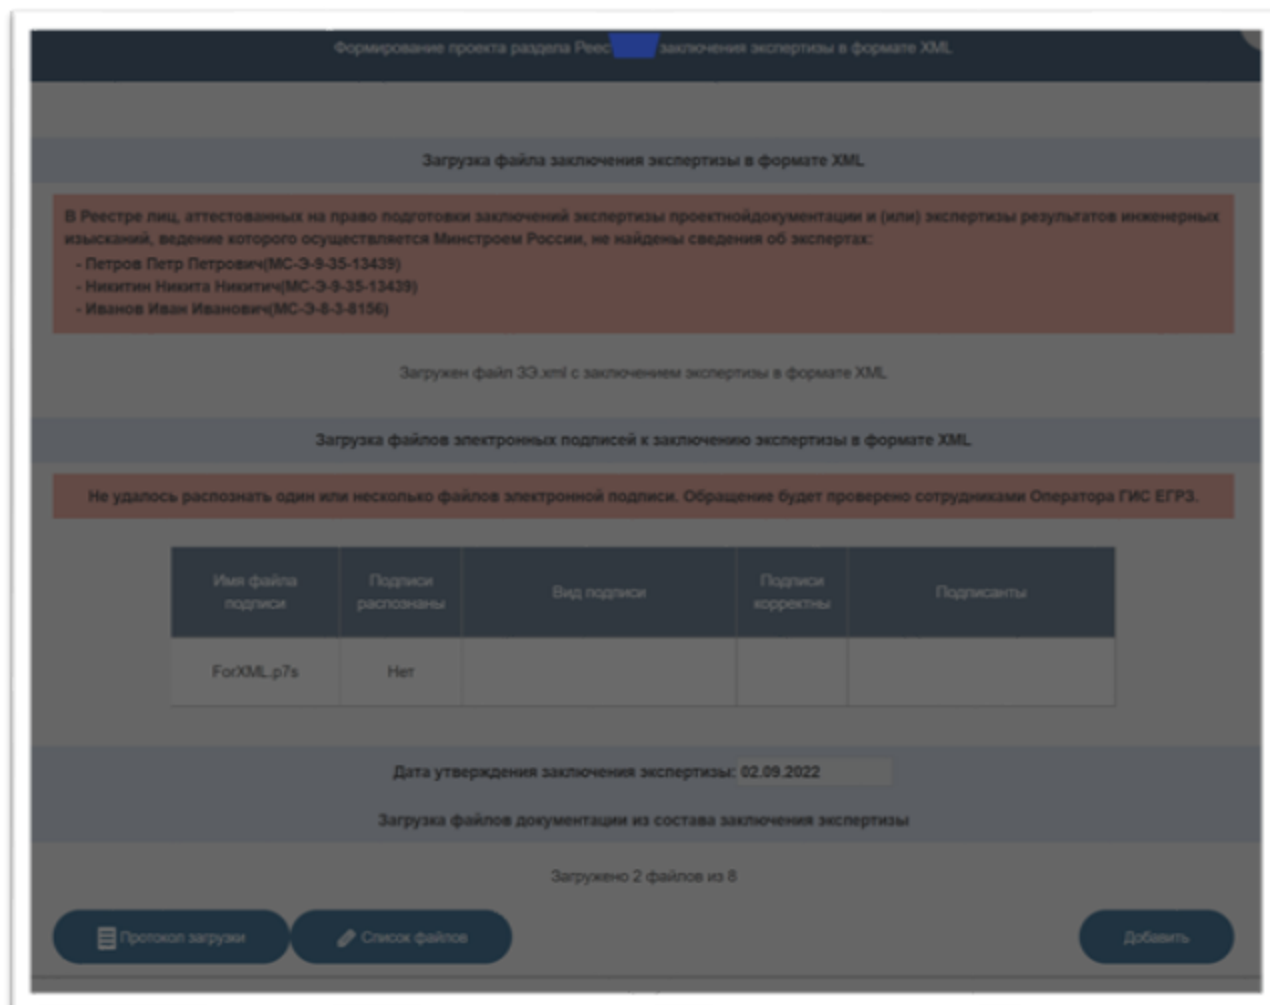 Формирование проекта раздела Реес заключения экспертизы в формате XML
Загрузка файла заключения экспертизы в формате XML
В Реестре лиц, аттестованных на право подготовки заключений экспертизы проектнойдокументации и (или) экспертизы результатов инженерных
изысканий, ведение которого осуществляется Минстроем России, не найдены сведения об экспертах:
- Петров Петр Петрович(МС-Э-9-35-13439)
- Никитин Никита Никитич(МС-Э-9-35-13439)
- Иванов Иван Иванович(МС-Э-8-3-8156)
Загружен файл ЗЭ.xml с заключением экспертизы в формате XML
Загрузка файлов электронных подписей к заключению экспертизы в формате XML
Не удалось распознать один или несколько файлов электронной подписи. Обращение будет проверено сотрудниками Оператора ГИС ЕГРЗ.
Имя файла подписи
Подписи распознаны
Вид подписи
Подписи корректны
Подписанты
ForXML.p7s
Нет
Дата утверждения заключения экспертизы: 02.09.2022
Загрузка файлов документации из состава заключения экспертизы
Загружено 2 файлов из 8
Протокол загрузки
Список файлов
Добавить